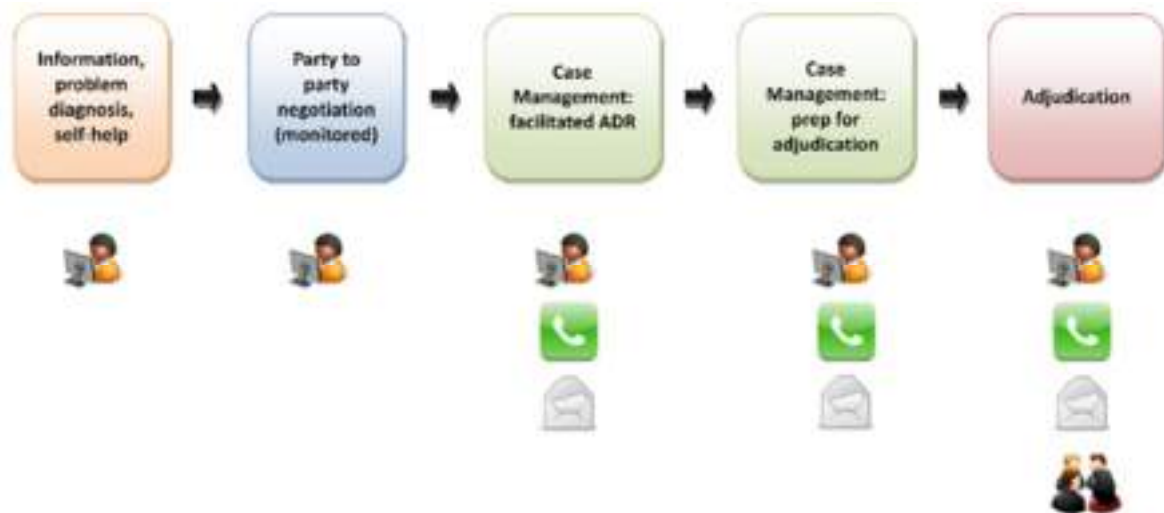 Information,
problem
diagnosis,
self-help
Party to
party
negotiation
(monitored)
Case
Management:
facilitated ADR
Case
Management:
prep for
adjudication
Adjudication